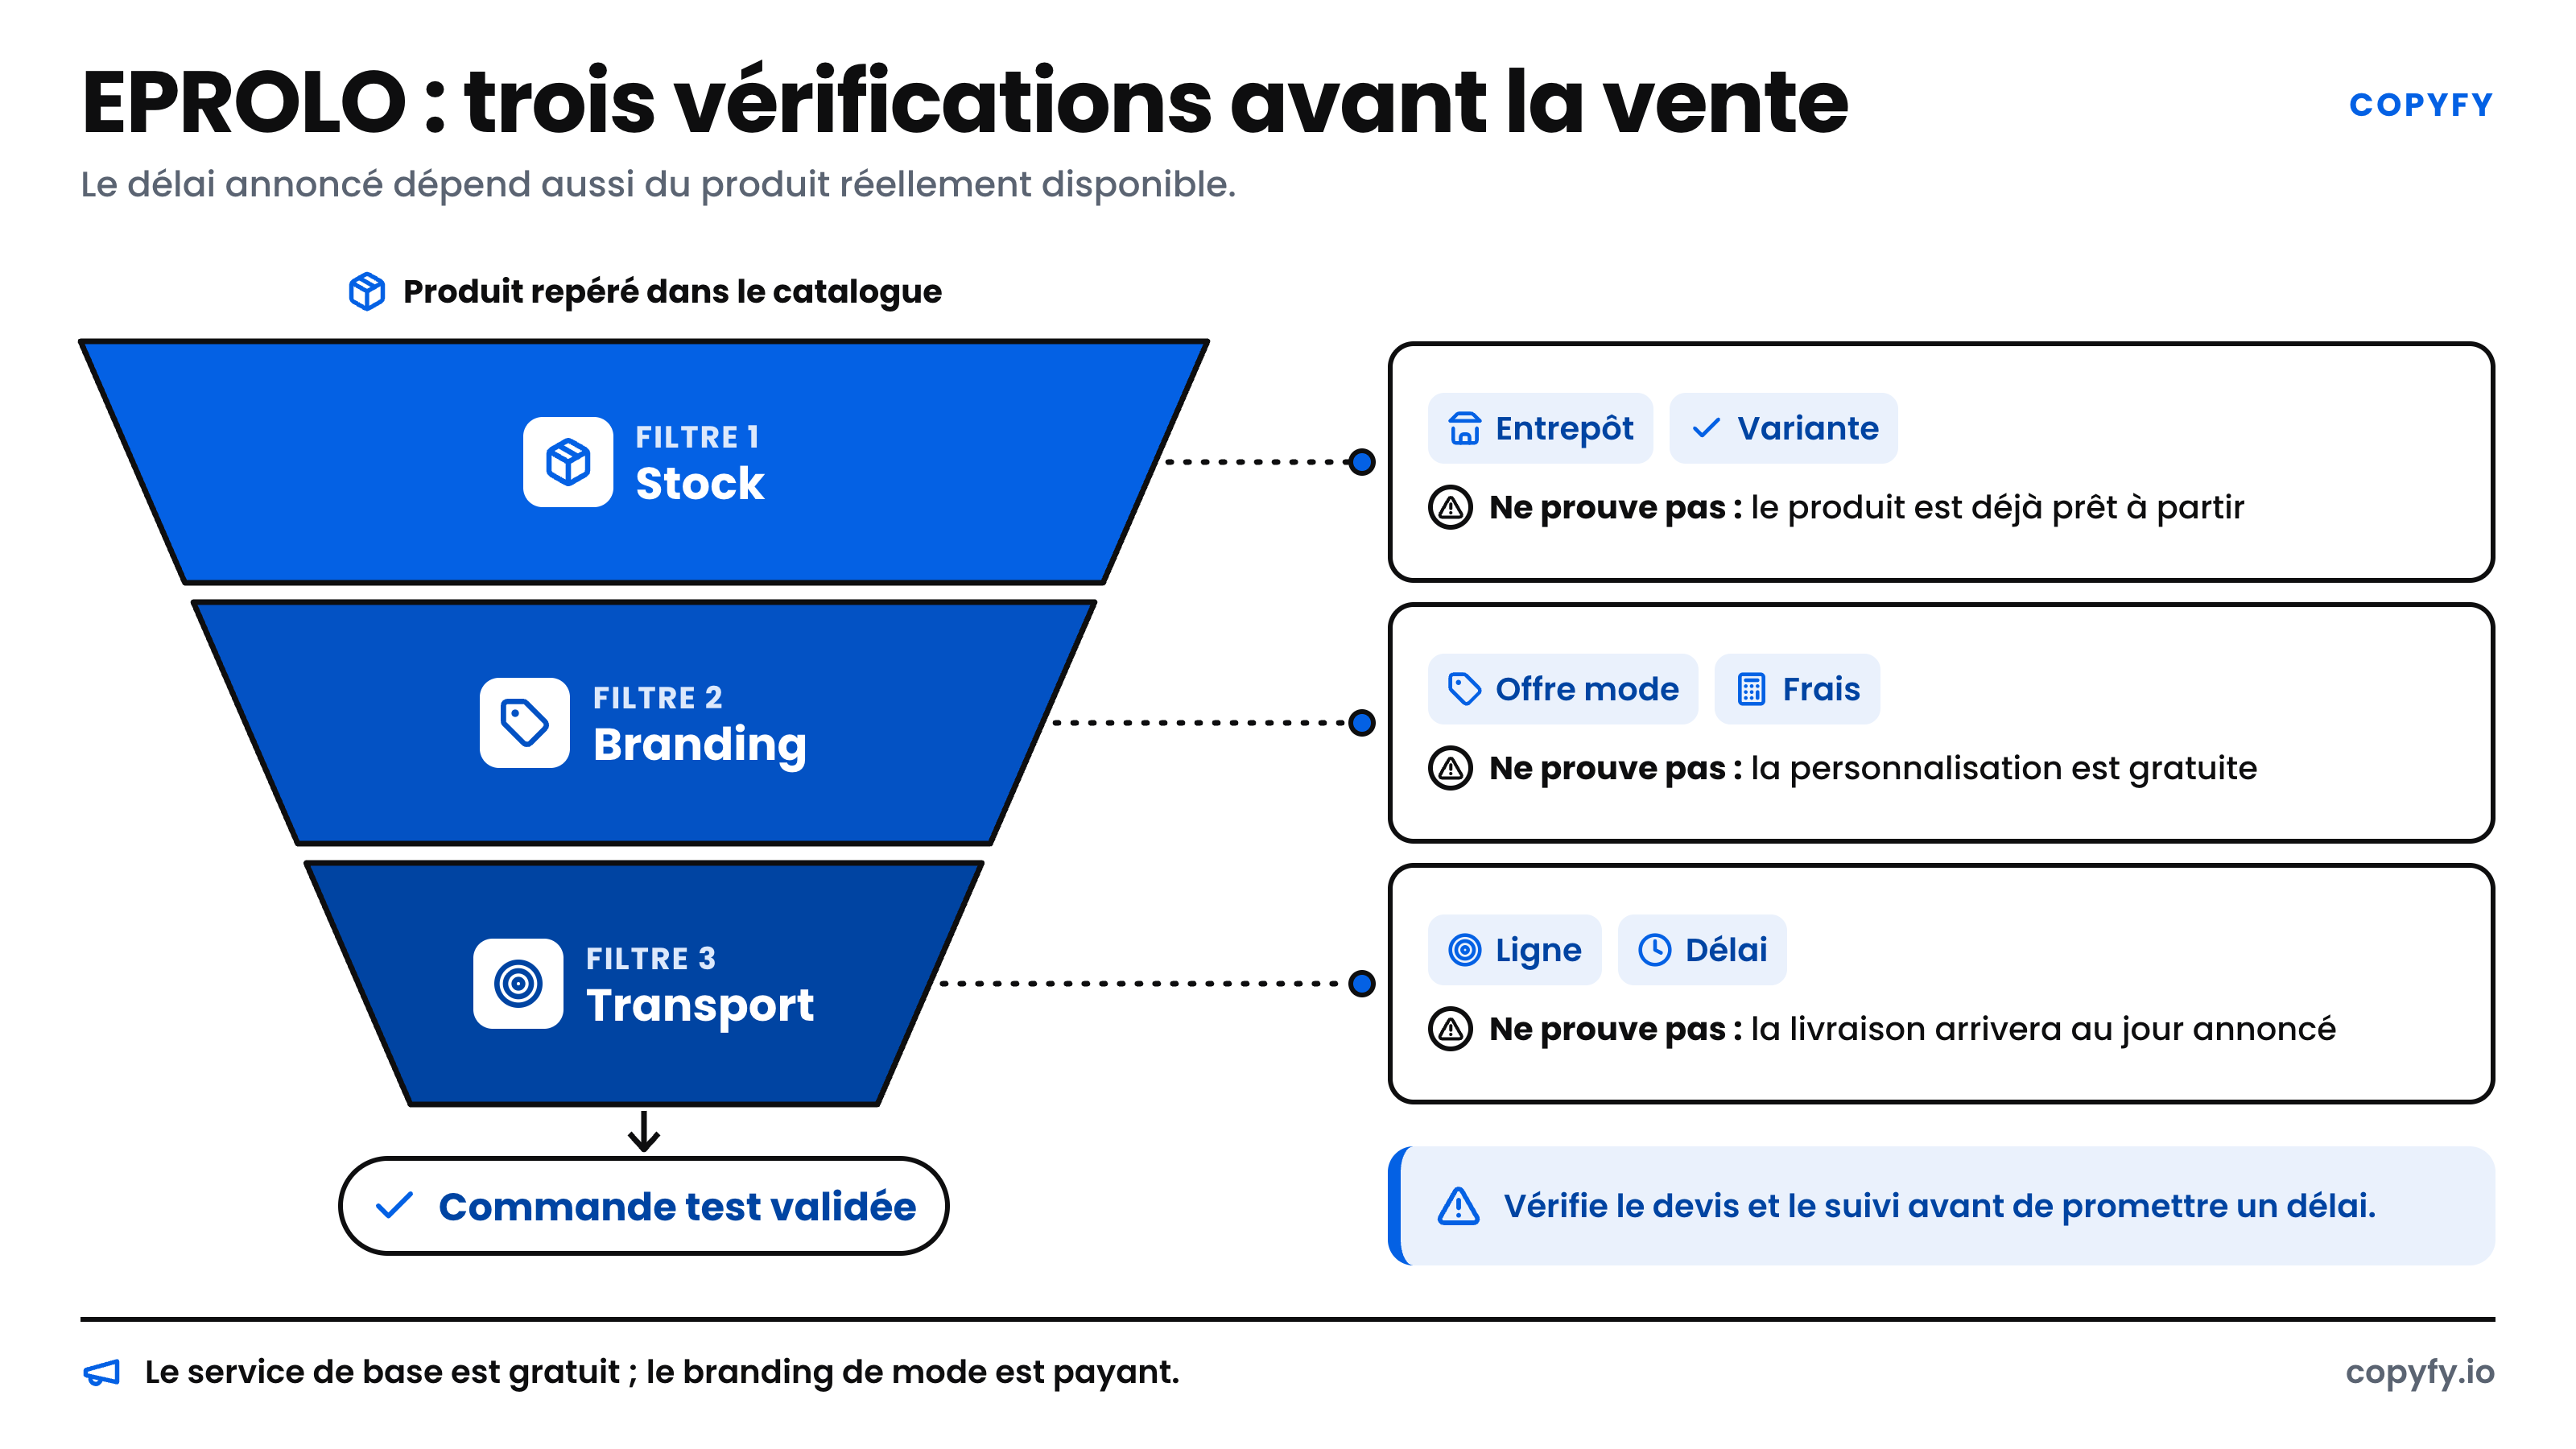 EPROLO : trois vérifications avant la vente
COPYFY
Le délai annoncé dépend aussi du produit réellement disponible.
Produit repéré dans le catalogue
FILTRE 1
Stock
Entrepôt
Variante
Ne prouve pas : le produit est déjà prêt à partir
FILTRE 2
Branding
Offre mode
Frais
Ne prouve pas : la personnalisation est gratuite
FILTRE 3
Transport
Ligne
Délai
Ne prouve pas : la livraison arrivera au jour annoncé
Commande test validée
Vérifie le devis et le suivi avant de promettre un délai.
Le service de base est gratuit ; le branding de mode est payant.
copyfy.io